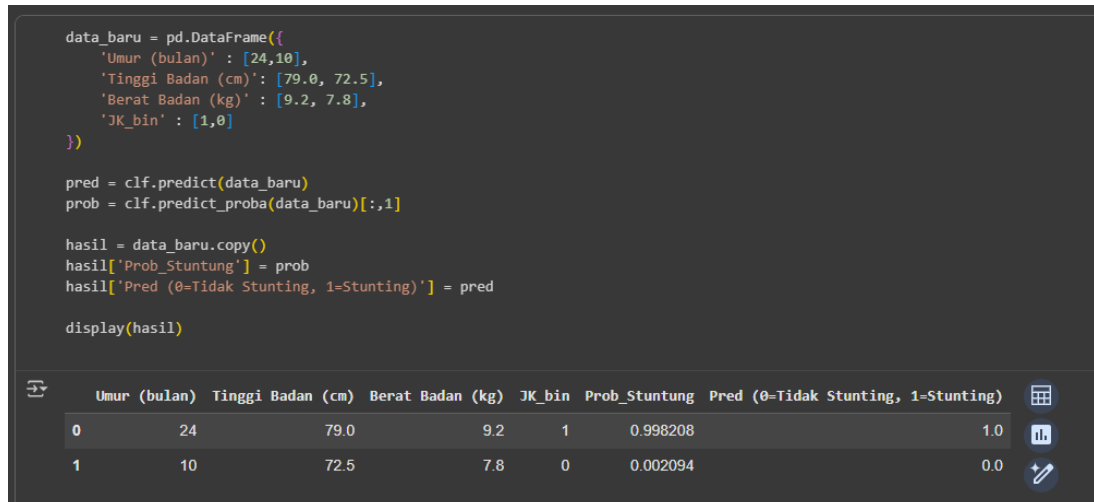 data_baru = pd.DataFrame({
    'Umur (bulan)' : [24,10],
    'Tinggi Badan (cm)': [79.0, 72.5],
    'Berat Badan (kg)' : [9.2, 7.8],
    'JK_bin' : [1,0]
})
pred = clf.predict(data_baru)
prob = clf.predict_proba(data_baru)[:,1]
hasil = data_baru.copy()
hasil['Prob_Stuntung'] = prob
hasil['Pred (0=Tidak Stunting, 1=Stunting)'] = pred
display(hasil)
Umur (bulan) Tinggi Badan (cm) Berat Badan (kg) JK_bin Prob_Stuntung Pred (0=Tidak Stunting, 1=Stunting)
0 24 79.0 9.2 1 0.998208 1.0
1 10 72.5 7.8 0 0.002094 0.0